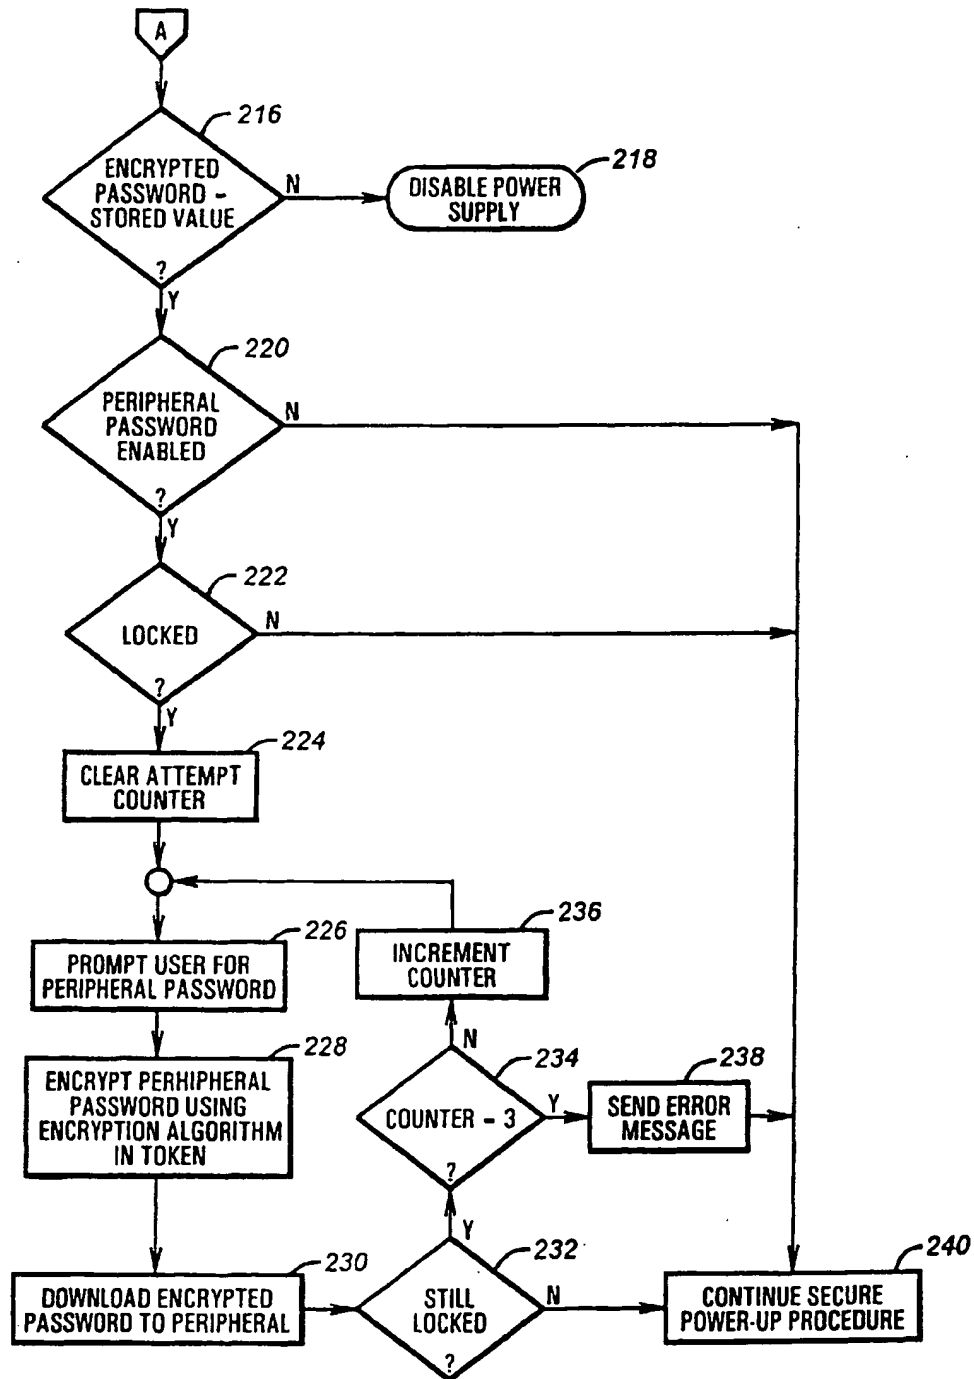 A
216
ENCRYPTED
PASSWORD -
STORED VALUE
?
N
DISABLE POWER
SUPPLY
218
Y
220
PERIPHERAL
PASSWORD
ENABLED
?
N
Y
222
LOCKED
?
N
Y
224
CLEAR ATTEMPT
COUNTER
226
PROMPT USER FOR
PERIPHERAL PASSWORD
228
ENCRYPT PERHIPHERAL
PASSWORD USING
ENCRYPTION ALGORITHM
IN TOKEN
230
DOWNLOAD ENCRYPTED
PASSWORD TO PERIPHERAL
232
STILL
LOCKED
?
N
Y
234
COUNTER - 3
?
N
Y
236
INCREMENT
COUNTER
238
SEND ERROR
MESSAGE
240
CONTINUE SECURE
POWER-UP PROCEDURE